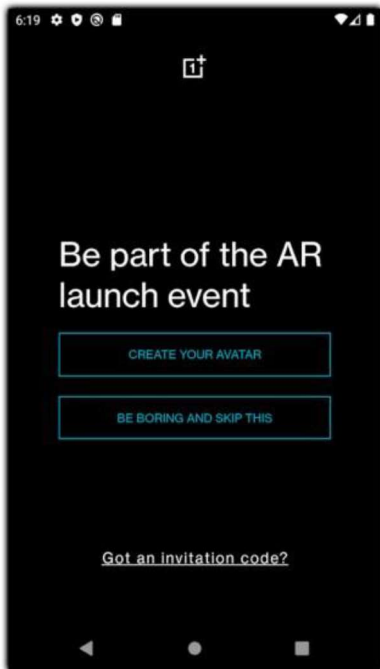 6:19
1+
Be part of the AR
launch event
CREATE YOUR AVATAR
BE BORING AND SKIP THIS
Got an invitation code?